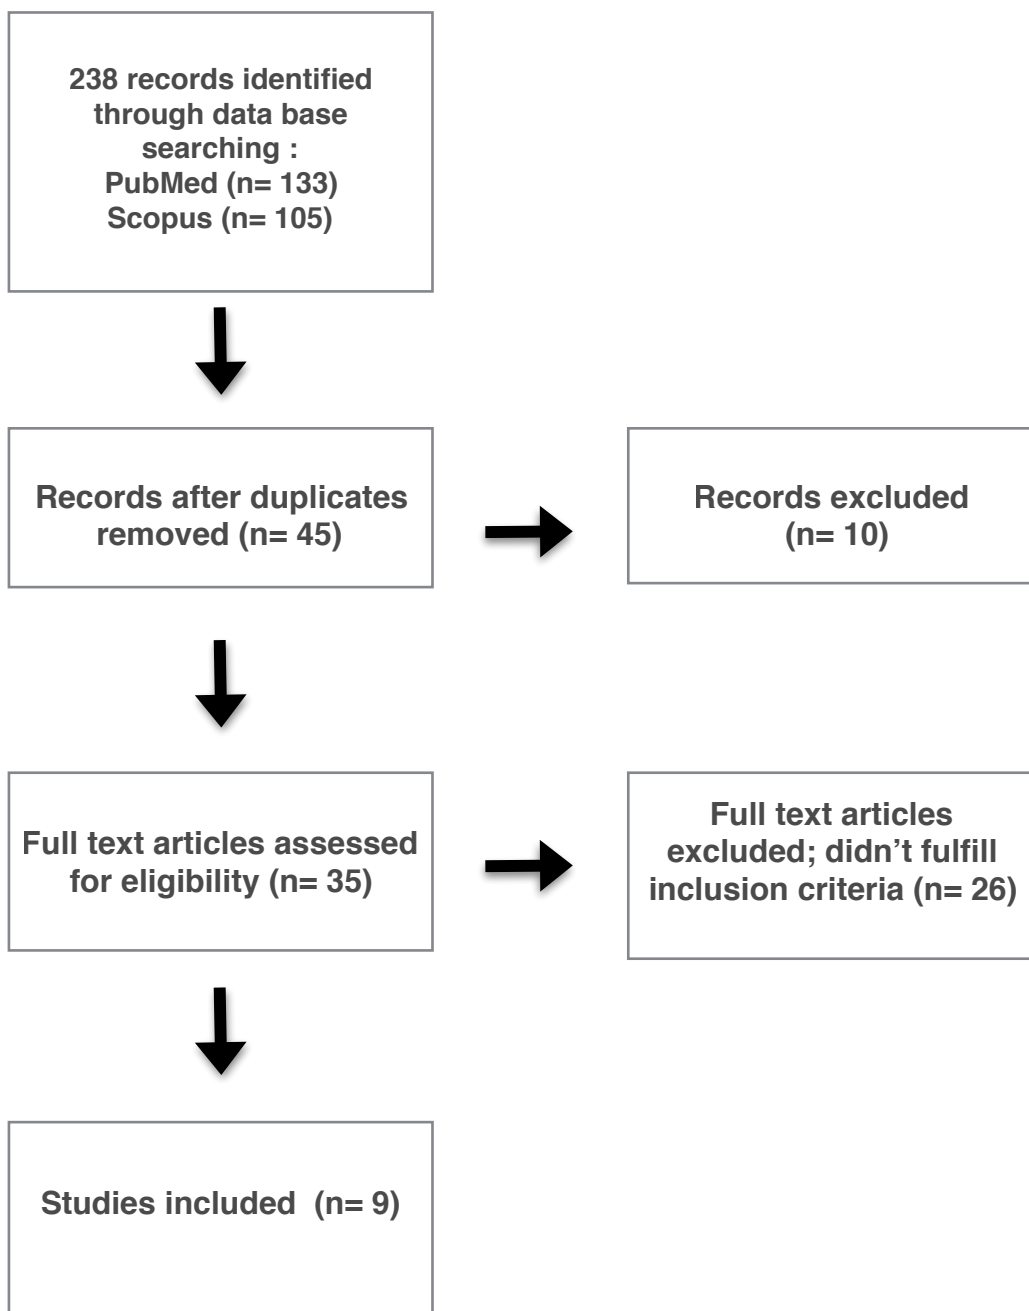 238 records identified
through data base
searching :
PubMed (n= 133)
Scopus (n= 105)
Records after duplicates
removed (n= 45)
Records excluded
(n= 10)
Full text articles assessed
for eligibility (n= 35)
Full text articles
excluded; didn’t fulfill
inclusion criteria (n= 26)
Studies included  (n= 9)